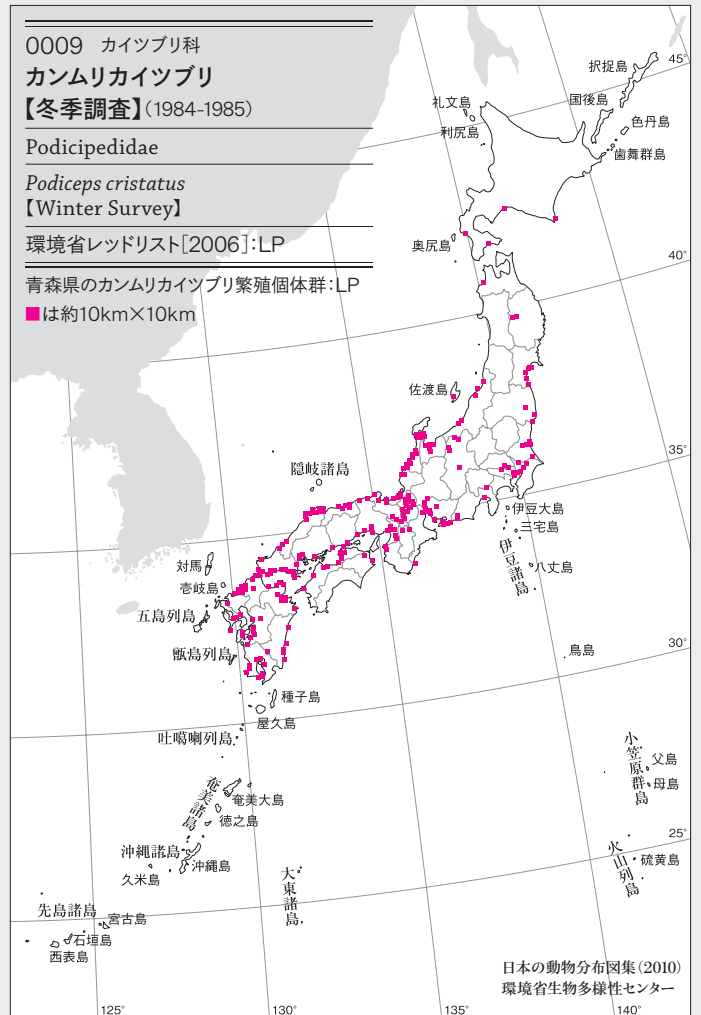 0009 カイツブリ科
カンムリカイツブリ
【冬季調査】(1984-1985)
Podicipedidae
Podiceps cristatus
【Winter Survey】
環境省レッドリスト[2006]:LP
青森県のカンムリカイツブリ繁殖個体群:LP
■は約10km×10km
択捉島
45°
国後島
礼文島
色丹島
利尻島
歯舞群島
奥尻島
40°
佐渡島
35°
隠岐諸島
伊豆大島
三宅島
伊豆諸島
八丈島
対馬
壱岐島
五島列島
甑島列島
鳥島
30°
種子島
屋久島
吐噶喇列島
小笠原群島
父島
母島
奄美諸島
奄美大島
徳之島
25°
沖縄諸島
沖縄島
久米島
火山列島
硫黄島
大東諸島
先島諸島
宮古島
石垣島
西表島
日本の動物分布図集(2010)
環境省生物多様性センター
125°
130°
135°
140°